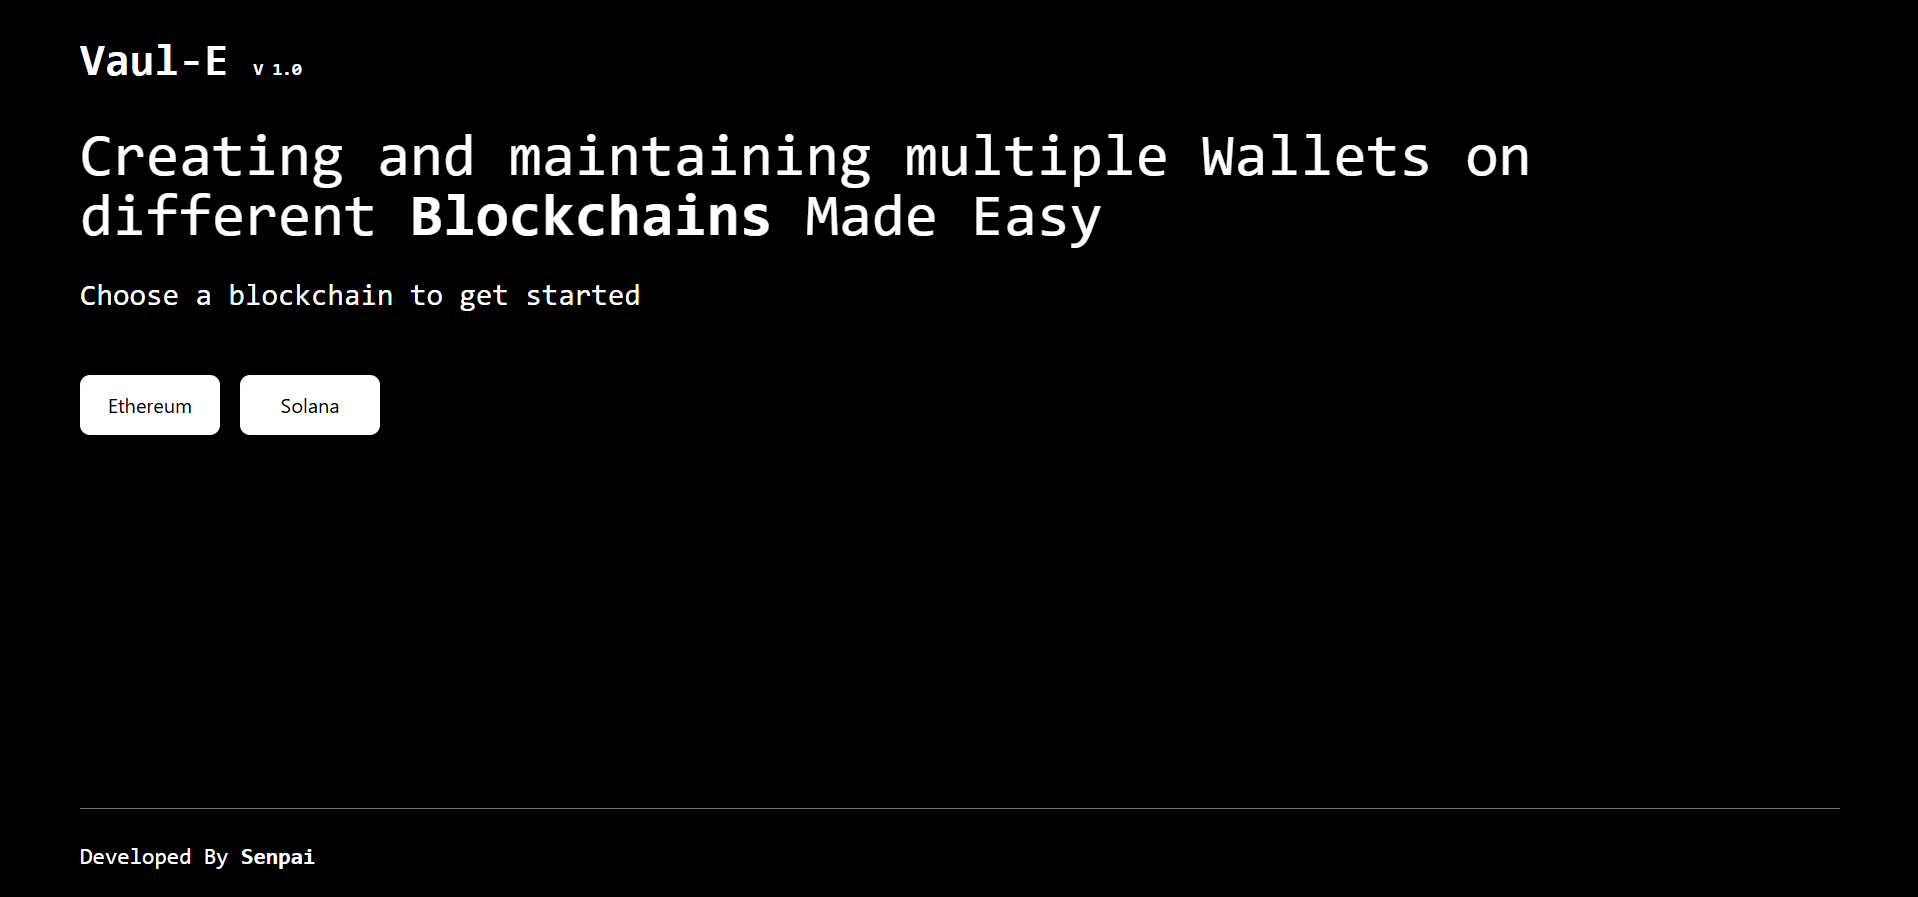 Vaul-E V 1.0
Creating and maintaining multiple Wallets on
different Blockchains Made Easy
Choose a blockchain to get started
Ethereum Solana
Developed By Senpai